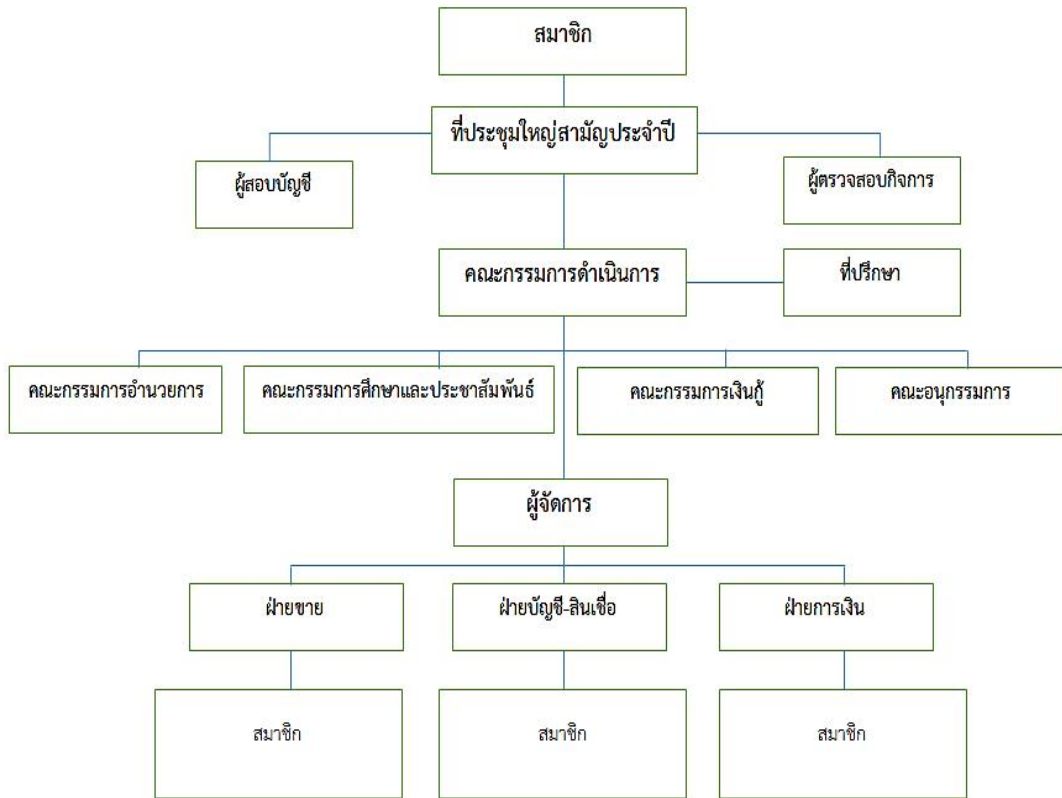 สมาชิก
ที่ประชุมใหญ่สามัญประจำปี
ผู้สอบบัญชี
ผู้ตรวจสอบกิจการ
คณะกรรมการดำเนินการ
ที่ปรึกษา
คณะกรรมการอำนวยการ
คณะกรรมการศึกษาและประชาสัมพันธ์
คณะกรรมการเงินกู้
คณะอนุกรรมการ
ผู้จัดการ
ฝ่ายขาย
ฝ่ายบัญชี-สินเชื่อ
ฝ่ายการเงิน
สมาชิก
สมาชิก
สมาชิก